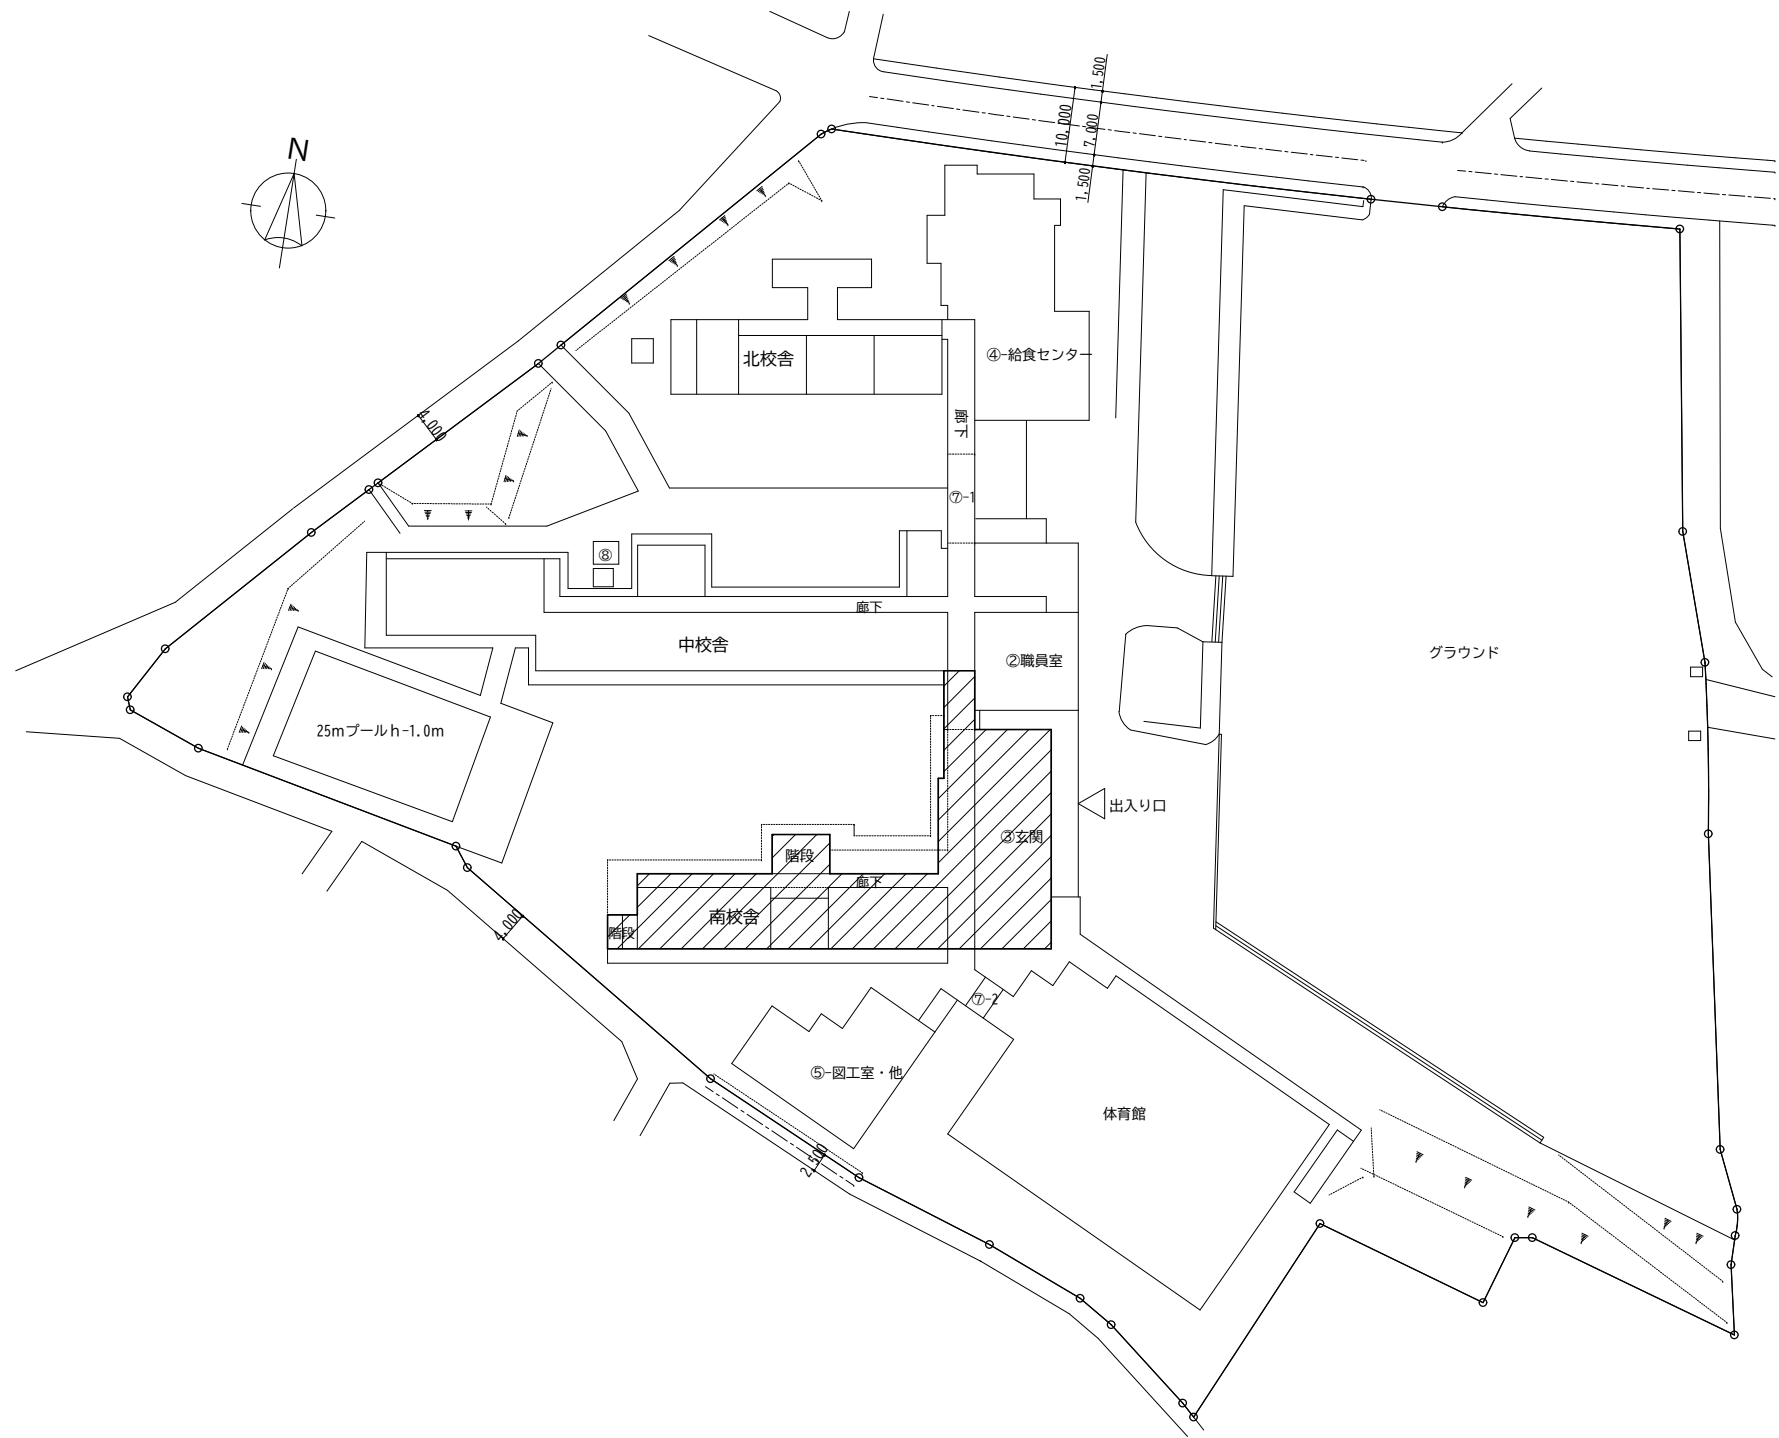 N
1,500
10,000
7,000
1,500
北校舎
④-給食センター
廊下
4,000
⑦-1
⑧
廊下
中校舎
②職員室
グラウンド
25mプールh-1.0m
出入り口
③玄関
階段
廊下
南校舎
階段
4,000
⑦-2
⑤-図工室・他
体育館
2,500